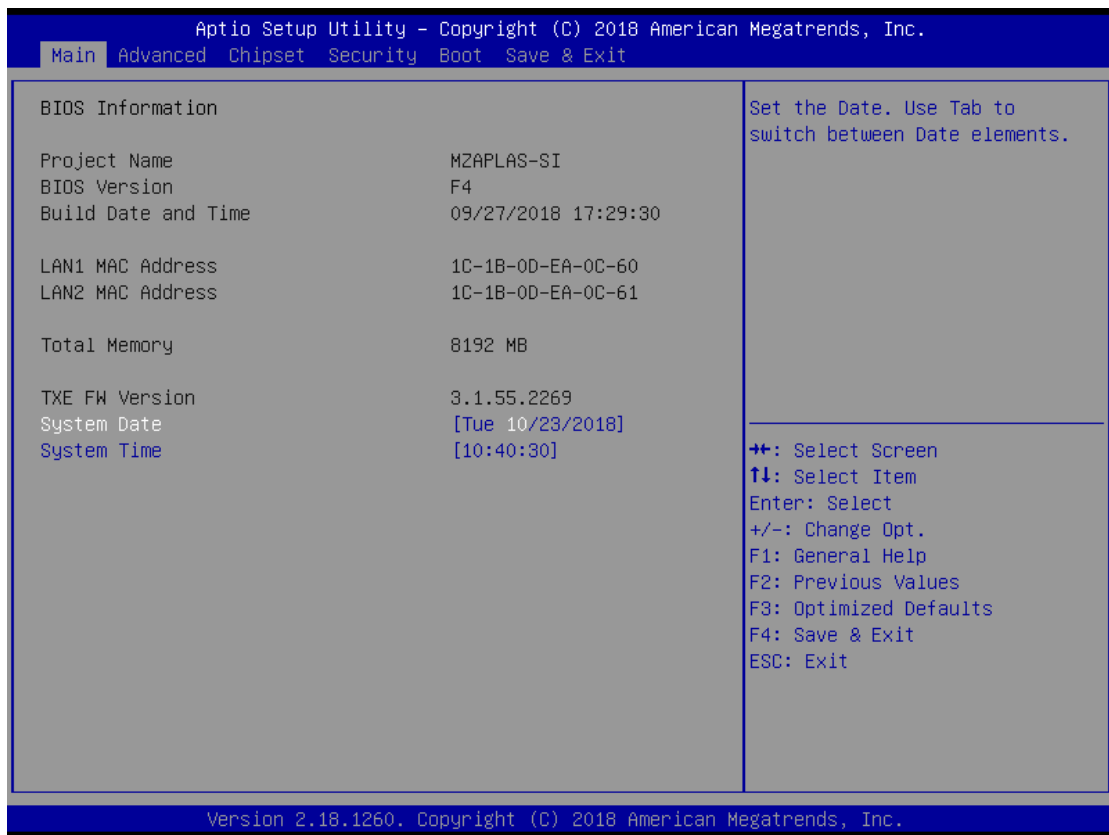 Aptio Setup Utility – Copyright (C) 2018 American Megatrends, Inc.
Main Advanced Chipset Security Boot Save & Exit
BIOS Information
Project Name MZAPLAS-SI
BIOS Version F4
Build Date and Time 09/27/2018 17:29:30
LAN1 MAC Address 1C-1B-0D-EA-0C-60
LAN2 MAC Address 1C-1B-0D-EA-0C-61
Total Memory 8192 MB
TXE FW Version 3.1.55.2269
System Date [Tue 10/23/2018]
System Time [10:40:30]
Set the Date. Use Tab to
switch between Date elements.
→←: Select Screen
↑↓: Select Item
Enter: Select
+/-: Change Opt.
F1: General Help
F2: Previous Values
F3: Optimized Defaults
F4: Save & Exit
ESC: Exit
Version 2.18.1260. Copyright (C) 2018 American Megatrends, Inc.